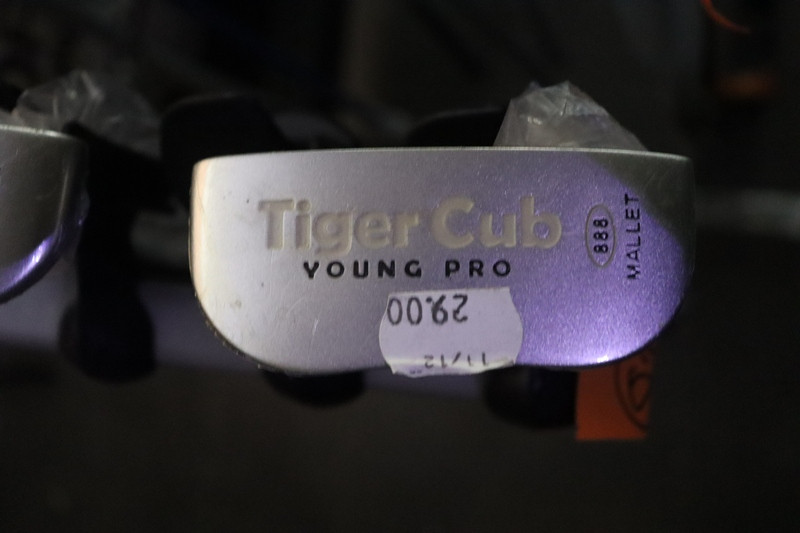 Tiger Cub
YOUNG PRO
888
MALLET
29.00
11/12